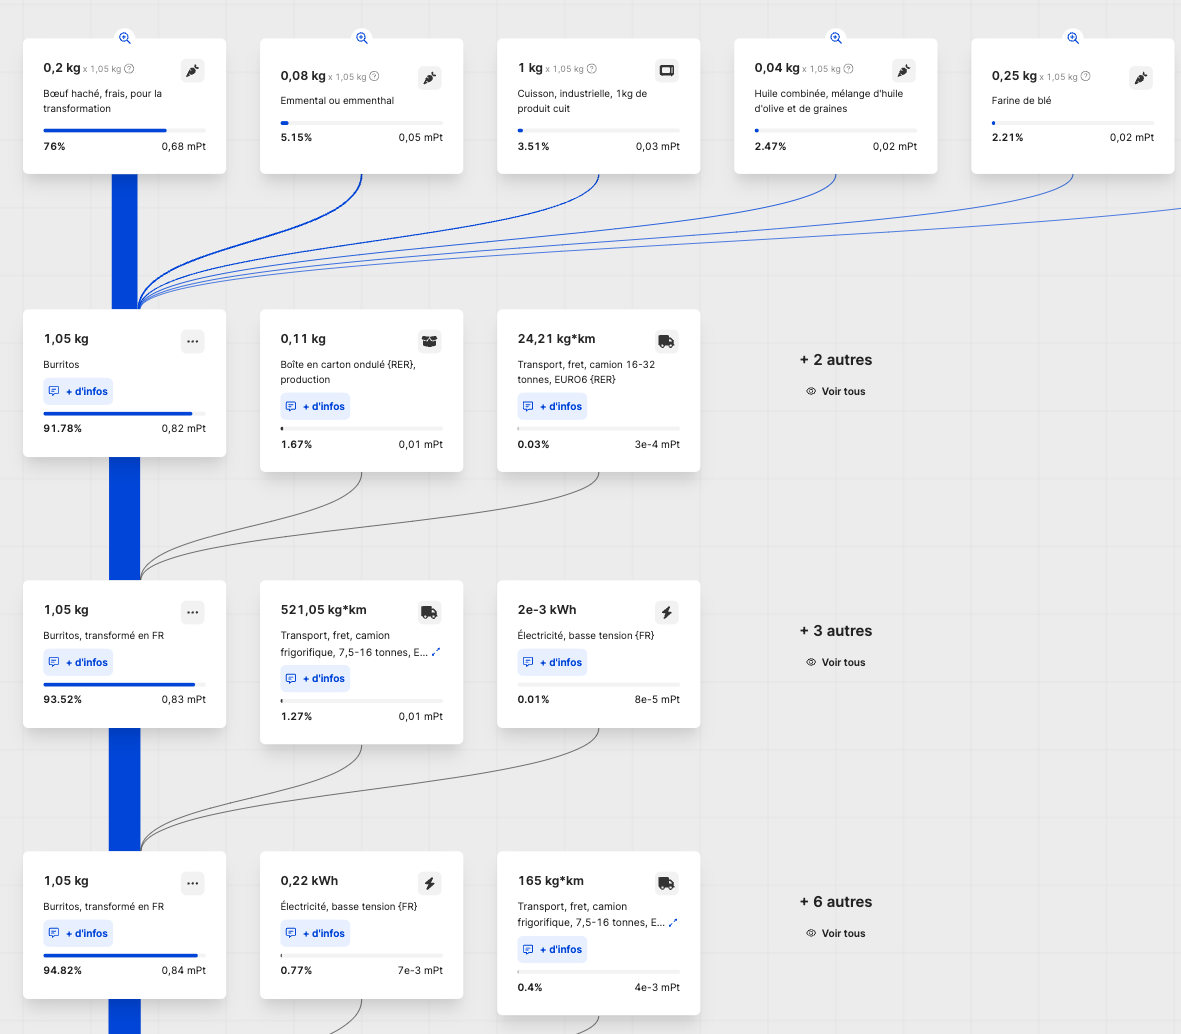 0,2 kg x 1,05 kg
Bœuf haché, frais, pour la
transformation
76% 0,68 mPt
0,08 kg x 1,05 kg
Emmental ou emmenthal
5.15% 0,05 mPt
1 kg x 1,05 kg
Cuisson, industrielle, 1kg de
produit cuit
3.51% 0,03 mPt
0,04 kg x 1,05 kg
Huile combinée, mélange d'huile
d'olive et de graines
2.47% 0,02 mPt
0,25 kg x 1,05 kg
Farine de blé
2.21% 0,02 mPt
1,05 kg
Burritos
+ d'infos
91.78% 0,82 mPt
0,11 kg
Boîte en carton ondulé {RER},
production
+ d'infos
1.67% 0,01 mPt
24,21 kg*km
Transport, fret, camion 16-32
tonnes, EURO6 {RER}
+ d'infos
0.03% 3e-4 mPt
+ 2 autres
Voir tous
1,05 kg
Burritos, transformé en FR
+ d'infos
93.52% 0,83 mPt
521,05 kg*km
Transport, fret, camion
frigorifique, 7,5-16 tonnes, E...
+ d'infos
1.27% 0,01 mPt
2e-3 kWh
Électricité, basse tension {FR}
+ d'infos
0.01% 8e-5 mPt
+ 3 autres
Voir tous
1,05 kg
Burritos, transformé en FR
+ d'infos
94.82% 0,84 mPt
0,22 kWh
Électricité, basse tension {FR}
+ d'infos
0.77% 7e-3 mPt
165 kg*km
Transport, fret, camion
frigorifique, 7,5-16 tonnes, E...
+ d'infos
0.4% 4e-3 mPt
+ 6 autres
Voir tous